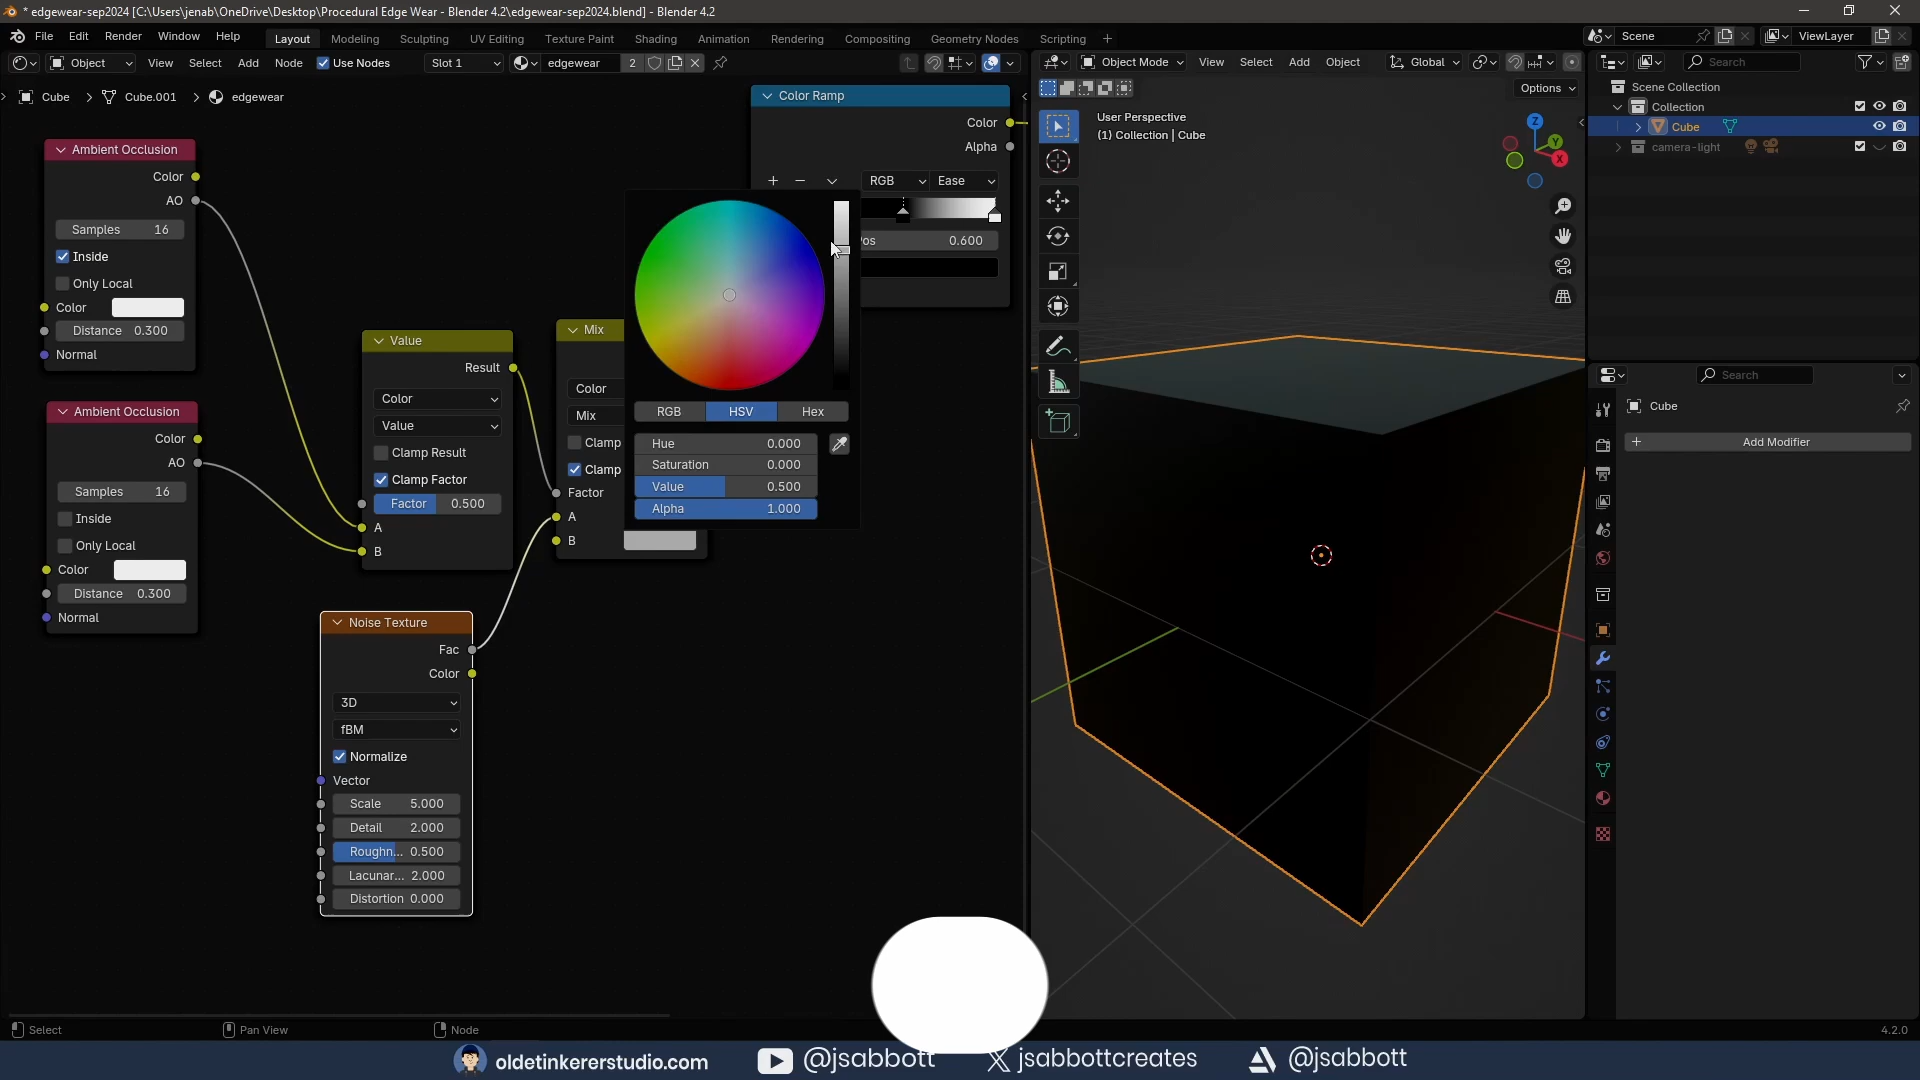 * edgewear-sep2024 [C:\Users\jenab\OneDrive\Desktop\Procedural Edge Wear - Blender 4.2\edgewear-sep2024.blend] - Blender 4.2
File Edit Render Window Help Layout Modeling Sculpting UV Editing Texture Paint Shading Animation Rendering Compositing Geometry Nodes Scripting + Scene ViewLayer
Object View Select Add Node Use Nodes Slot 1 edgewear 2
Object Mode View Select Add Object Global
Search
Options
Cube > Cube.001 > edgewear
User Perspective
(1) Collection | Cube
Z
Y
X
Scene Collection
Collection
Cube
camera-light
Search
Cube
+ Add Modifier
Color Ramp
Color
Alpha
RGB Ease
Pos 0.600
Ambient Occlusion
Color
AO
Samples 16
Inside
Only Local
Color
Distance 0.300
Normal
Ambient Occlusion
Color
AO
Samples 16
Inside
Only Local
Color
Distance 0.300
Normal
Value
Result
Color
Value
Clamp Result
Clamp Factor
Factor 0.500
A
B
Mix
Color
Mix
Clamp
Clamp
Factor
A
B
RGB HSV Hex
Hue 0.000
Saturation 0.000
Value 0.500
Alpha 1.000
Noise Texture
Fac
Color
3D
fBM
Normalize
Vector
Scale 5.000
Detail 2.000
Roughn... 0.500
Lacunar... 2.000
Distortion 0.000
Select Pan View Node 4.2.0
oldetinkererstudio.com @jsabbott jsabbottcreates @jsabbott